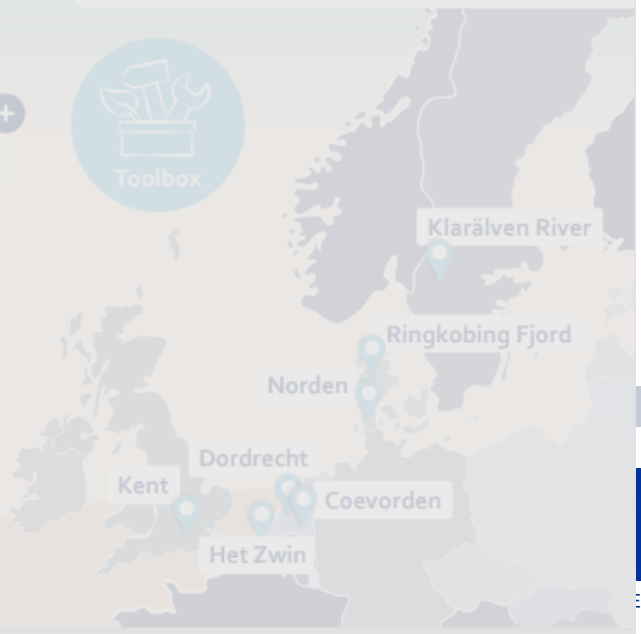 +
Toolbox
Klarälven River
Ringkobing Fjord
Norden
Dordrecht
Kent
Coevorden
Het Zwin
E